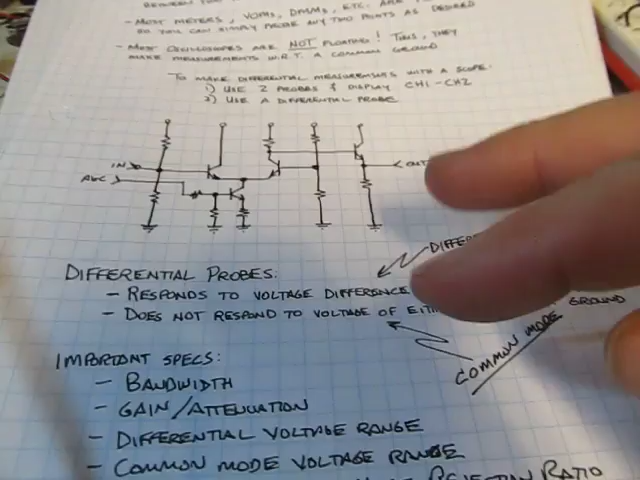 BETWEEN
- MOST METERS, VOMS, DMMS, ETC. ARE
SO YOU CAN SIMPLY PROBE ANY TWO POINTS AS DESIRED
- MOST OSCILLOSCOPES ARE NOT FLOATING! THUS, THEY
MAKE MEASUREMENTS W.R.T. A COMMON GROUND
TO MAKE DIFFERENTIAL MEASUREMENTS WITH A SCOPE:
1) USE 2 PROBES & DISPLAY CH1-CH2
2) USE A DIFFERENTIAL PROBE
IN
AGC
OUT
DIFFERENTIAL PROBES:
- RESPONDS TO VOLTAGE DIFFERENCE
- DOES NOT RESPOND TO VOLTAGE OF
GROUND
COMMON MODE
IMPORTANT SPECS:
- BANDWIDTH
- GAIN/ATTENUATION
- DIFFERENTIAL VOLTAGE RANGE
- COMMON MODE VOLTAGE RANGE
REJECTION RATIO